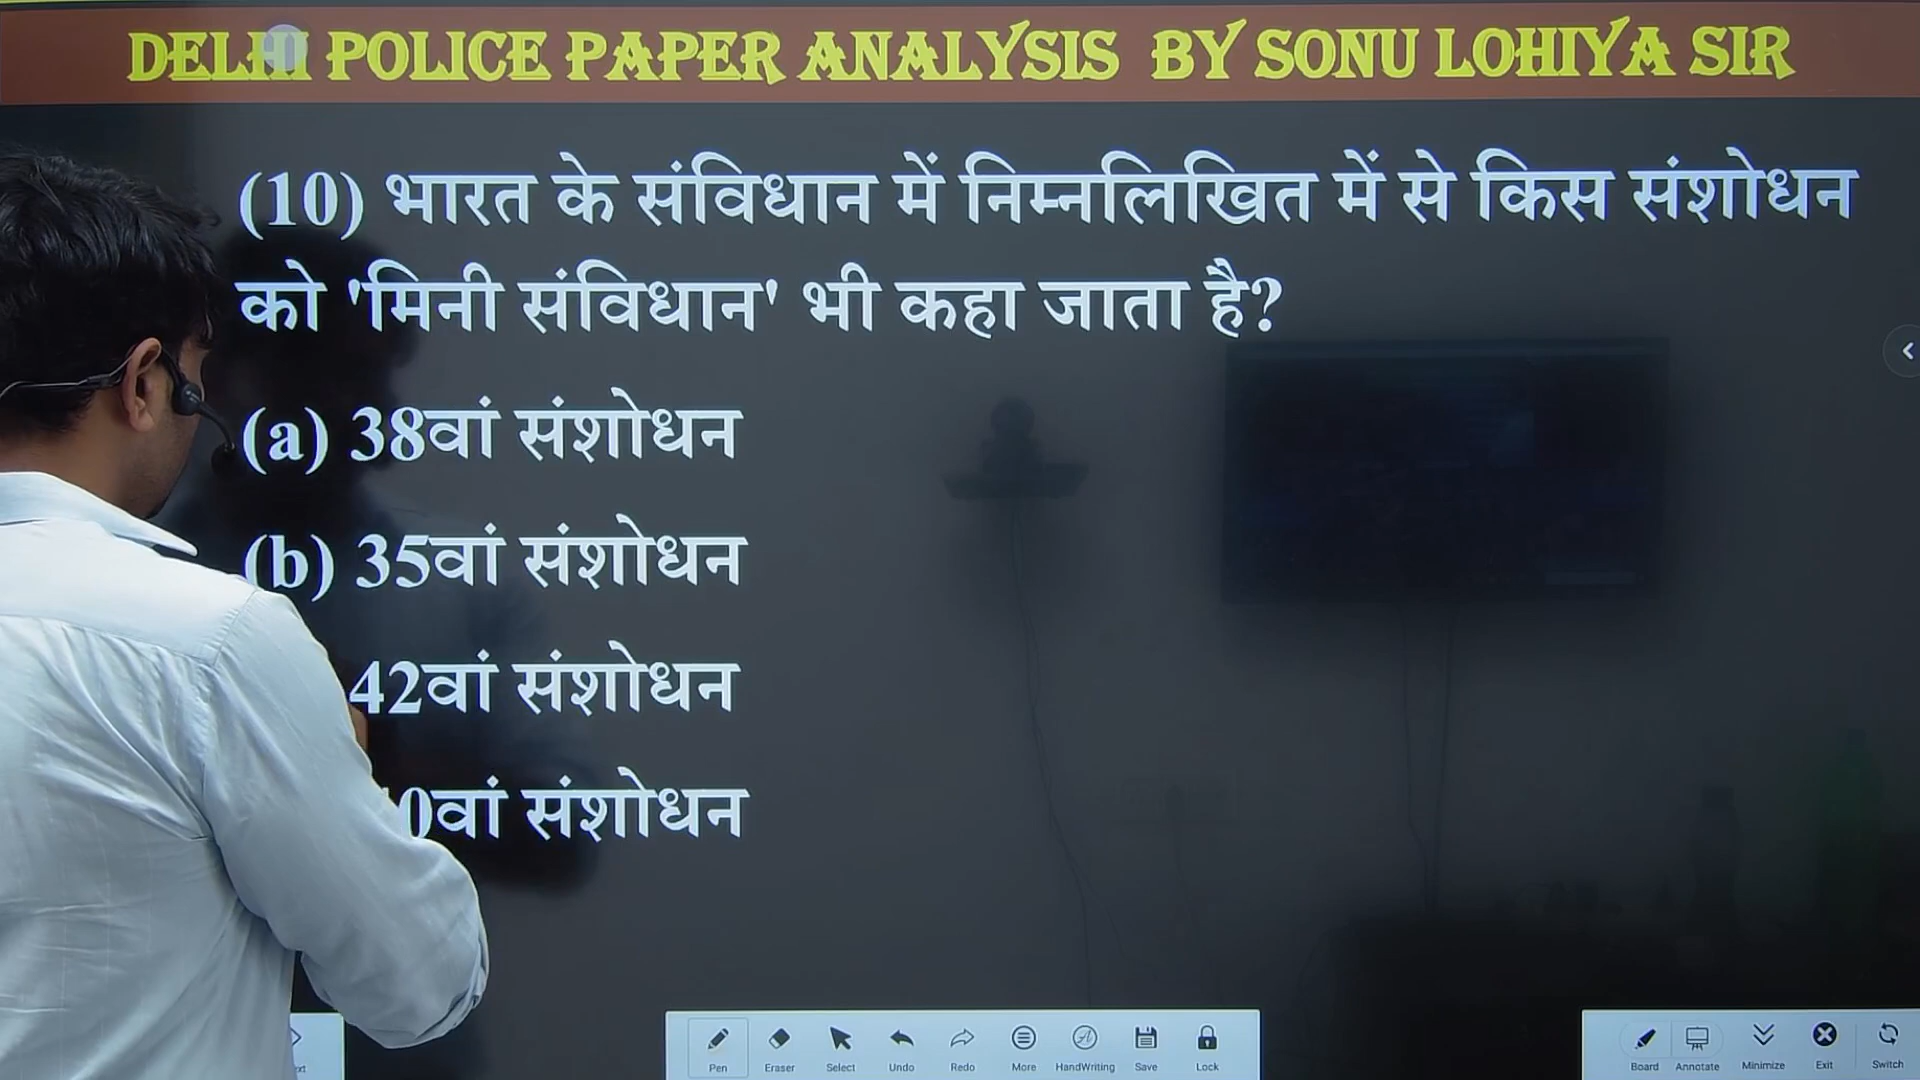 DELHI POLICE PAPER ANALYSIS BY SONU LOHIYA SIR
(10) भारत के संविधान में निम्नलिखित में से किस संशोधन
को 'मिनी संविधान' भी कहा जाता है?
(a) 38वां संशोधन
(b) 35वां संशोधन
42वां संशोधन
0वां संशोधन
Pen Eraser Select Undo Redo More HandWriting Save Lock
Board Annotate Minimize Exit Switch